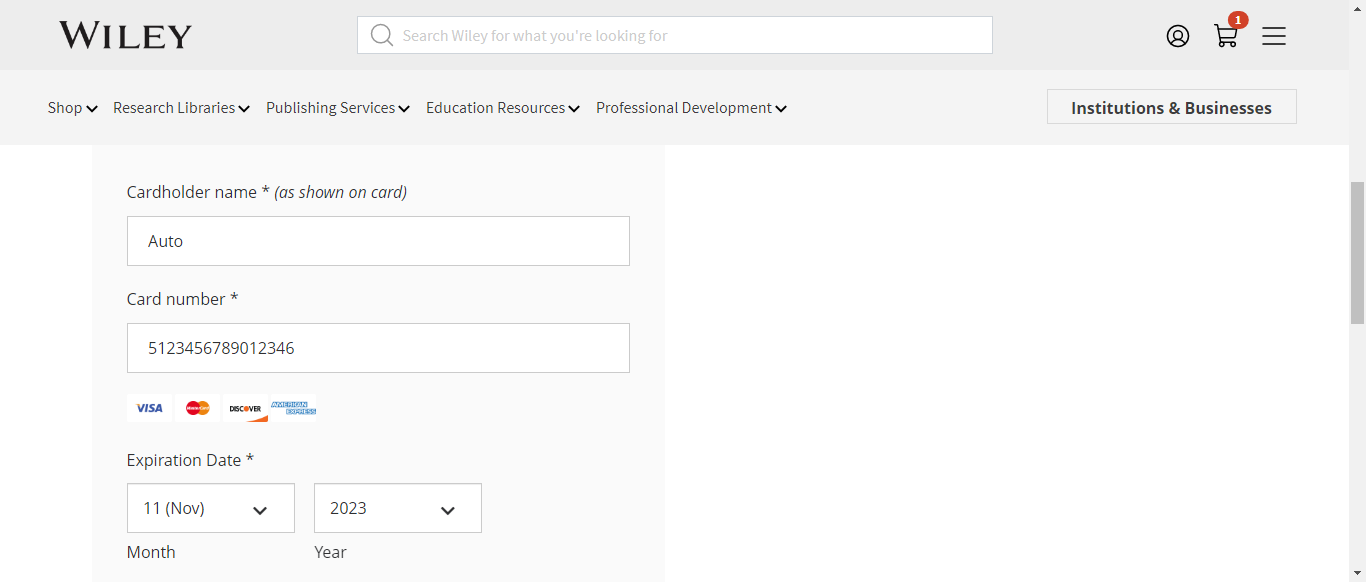 WILEY
Search Wiley for what you're looking for
1
Shop Research Libraries Publishing Services Education Resources Professional Development
Institutions & Businesses
Cardholder name * (as shown on card)
Auto
Card number *
5123456789012346
VISA MasterCard DISCOVER AMERICAN EXPRESS
Expiration Date *
11 (Nov) 2023
Month Year